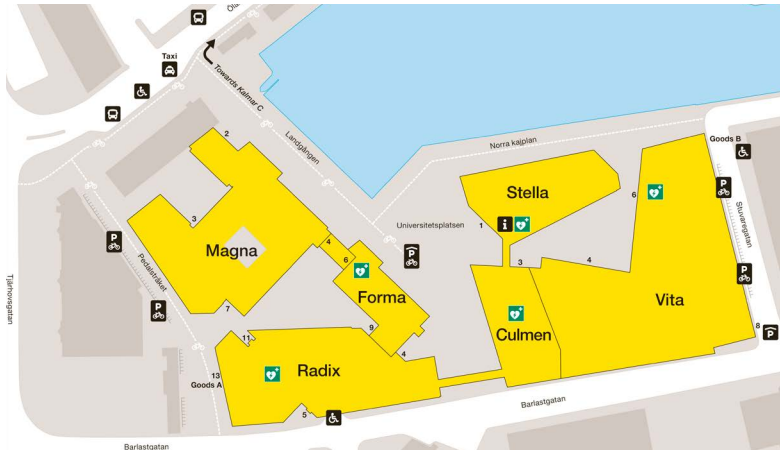 Taxi
Towards Kalmar C
Landgången
Norra kajplan
Goods B
P
2
3
Magna
4
6
Forma
Universitetsplatsen
P
Stella
1
i
3
4
6
Vita
Culmen
Stuvaregatan
P
8
P
P
Pedalstråket
P
7
Tjärhovsgatan
9
4
11
Radix
13
Goods A
5
Barlastgatan
Barlastgatan